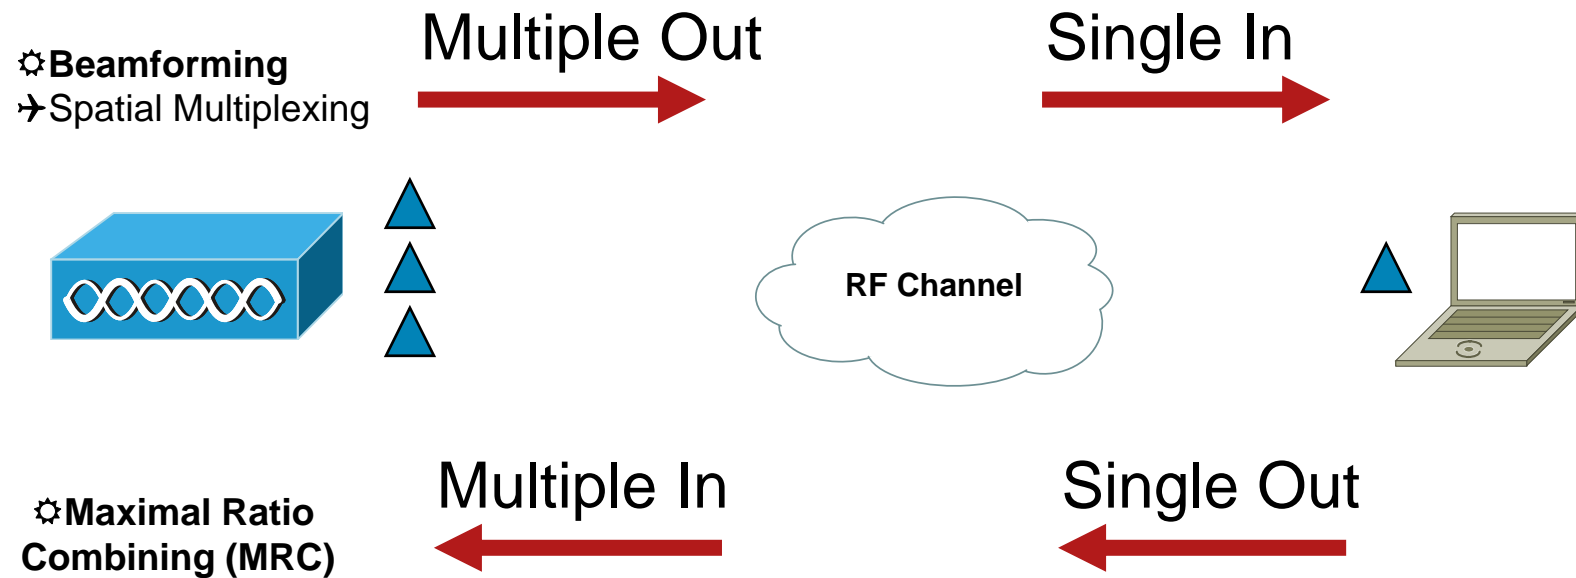 Multiple Out
Single In
Beamforming
Spatial Multiplexing
RF Channel
Multiple In
Single Out
Maximal Ratio
Combining (MRC)